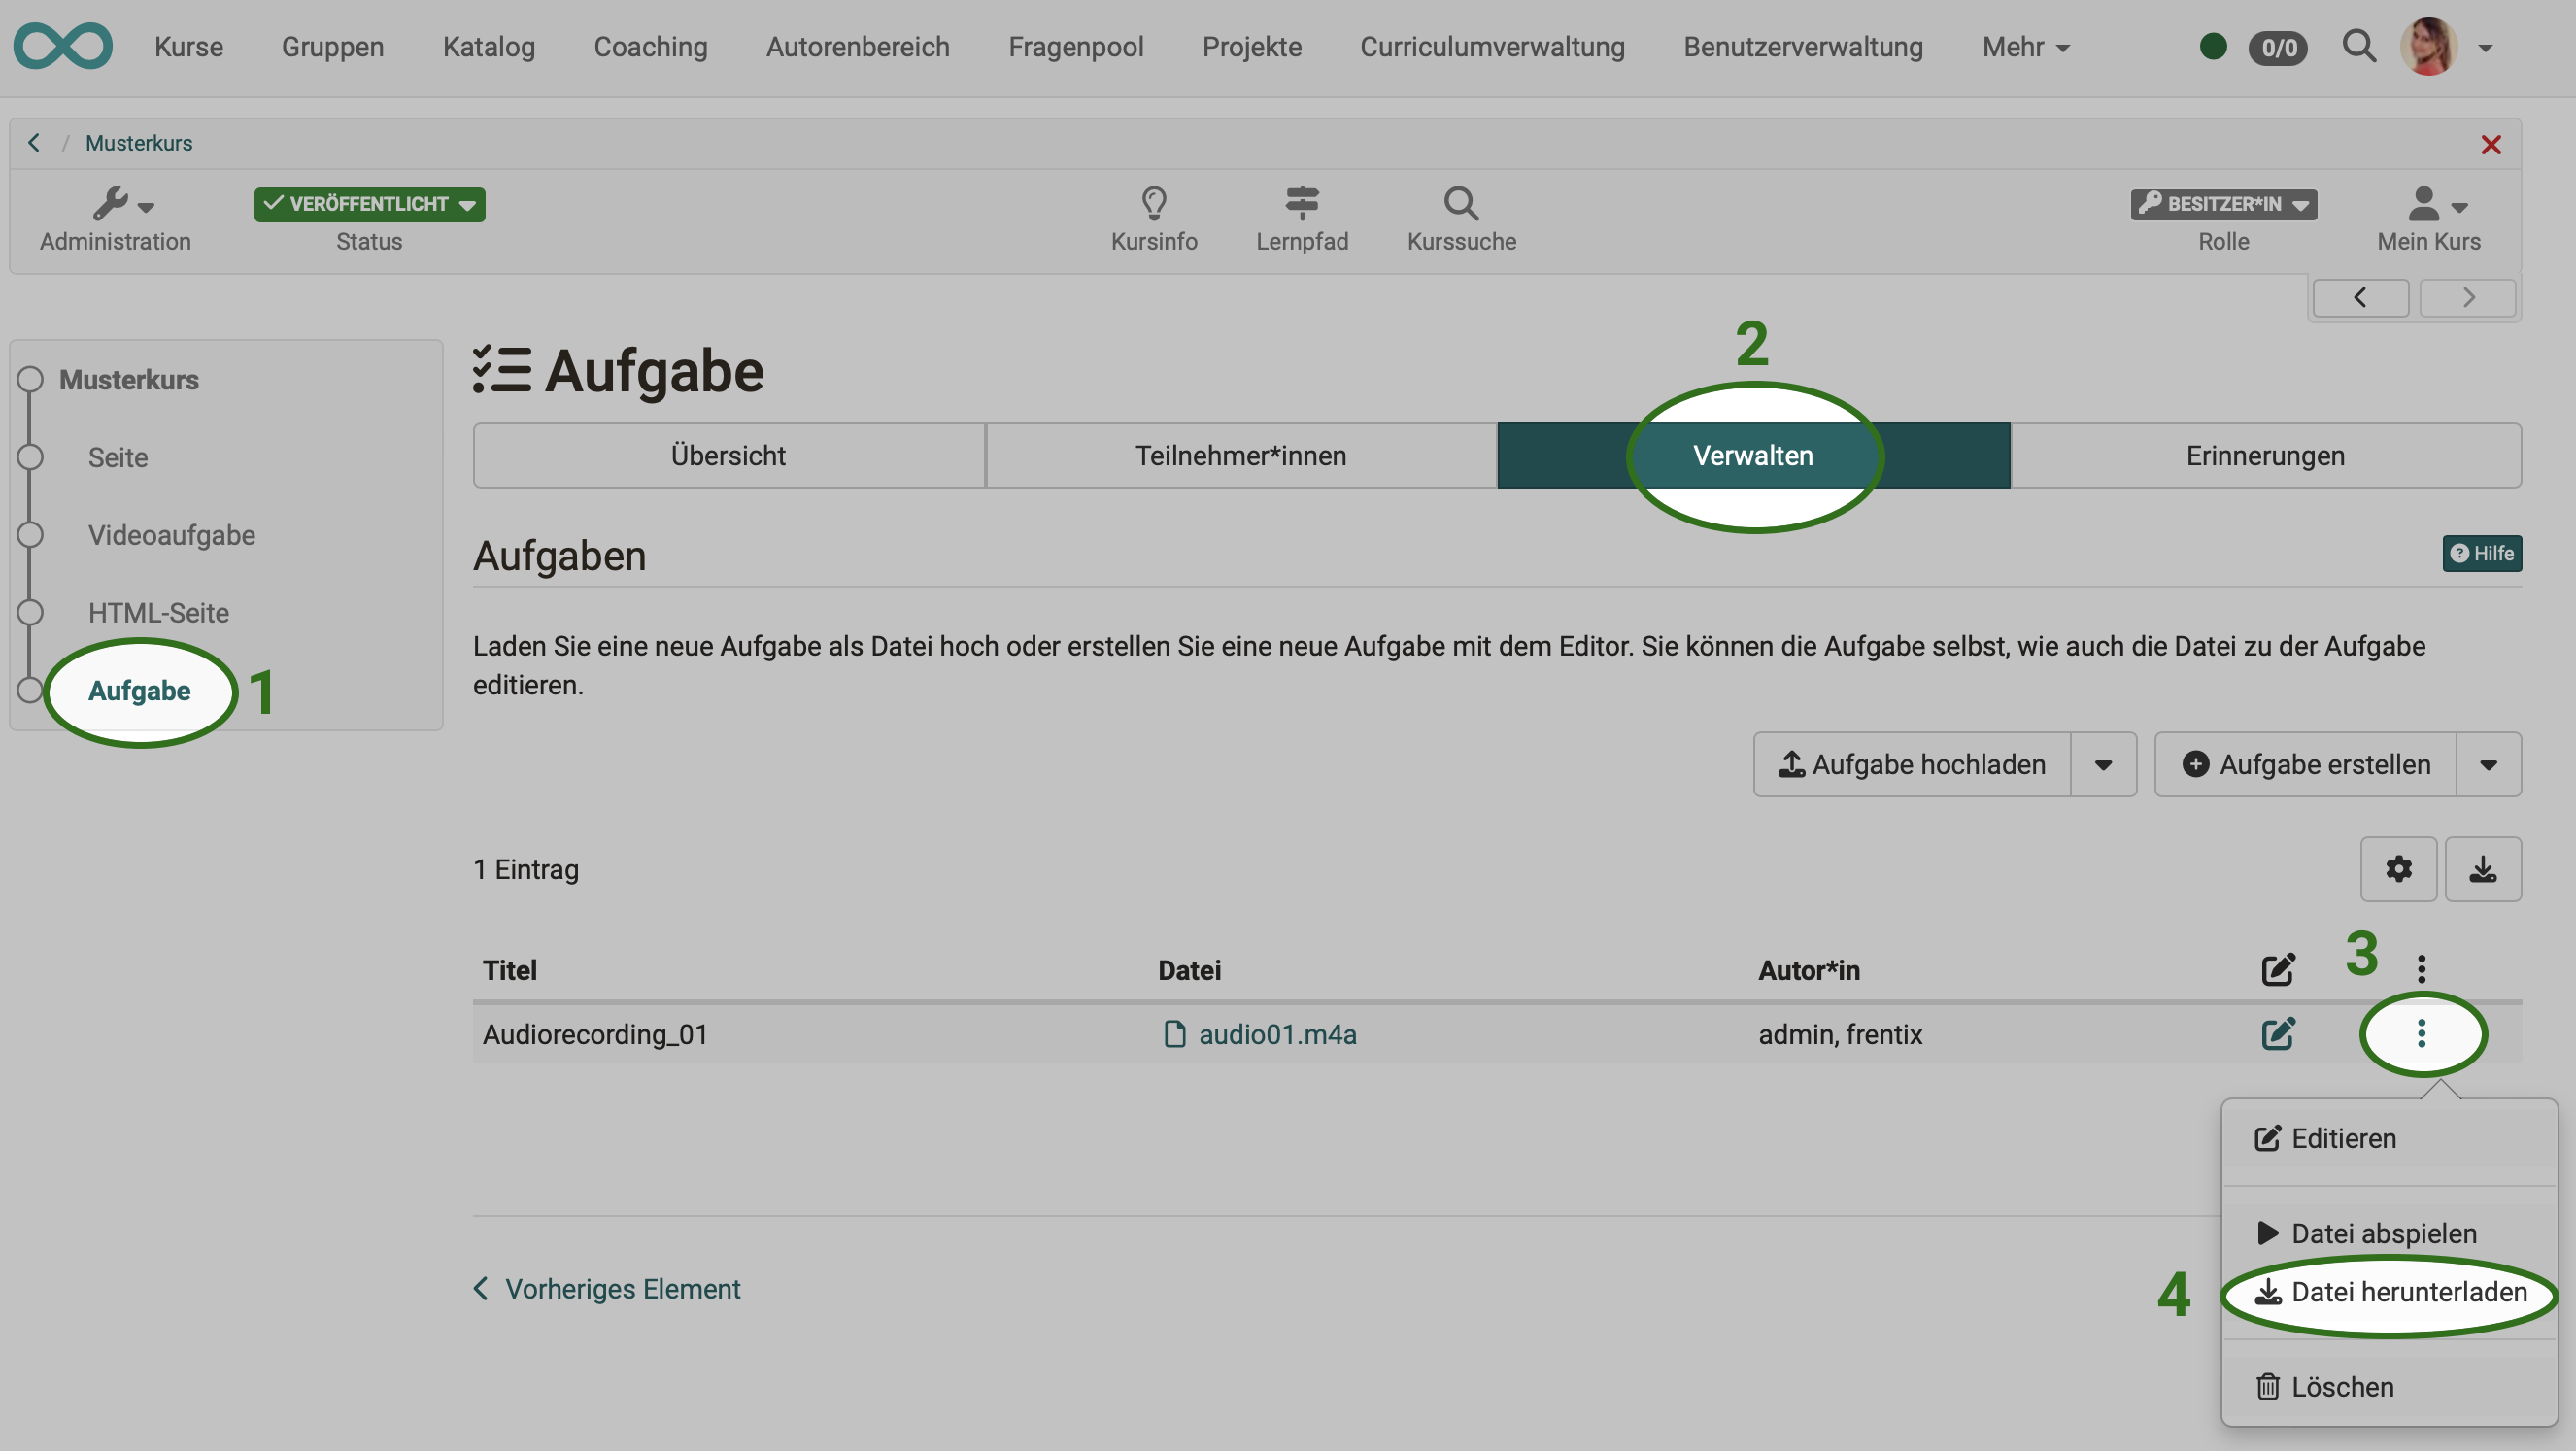 Kurse Gruppen Katalog Coaching Autorenbereich Fragenpool Projekte Curriculumverwaltung Benutzerverwaltung Mehr 0/0
/ Musterkurs
VERÖFFENTLICHT BESITZER*IN
Administration Status Kursinfo Lernpfad Kurssuche Rolle Mein Kurs
Musterkurs
Seite
Videoaufgabe
HTML-Seite
Aufgabe 1
Aufgabe
2
Übersicht Teilnehmer*innen Verwalten Erinnerungen
Aufgaben
Hilfe
Laden Sie eine neue Aufgabe als Datei hoch oder erstellen Sie eine neue Aufgabe mit dem Editor. Sie können die Aufgabe selbst, wie auch die Datei zu der Aufgabe
editieren.
Aufgabe hochladen Aufgabe erstellen
1 Eintrag
Titel Datei Autor*in 3
Audiorecording_01 audio01.m4a admin, frentix
Editieren
Datei abspielen
4 Datei herunterladen
Löschen
Vorheriges Element